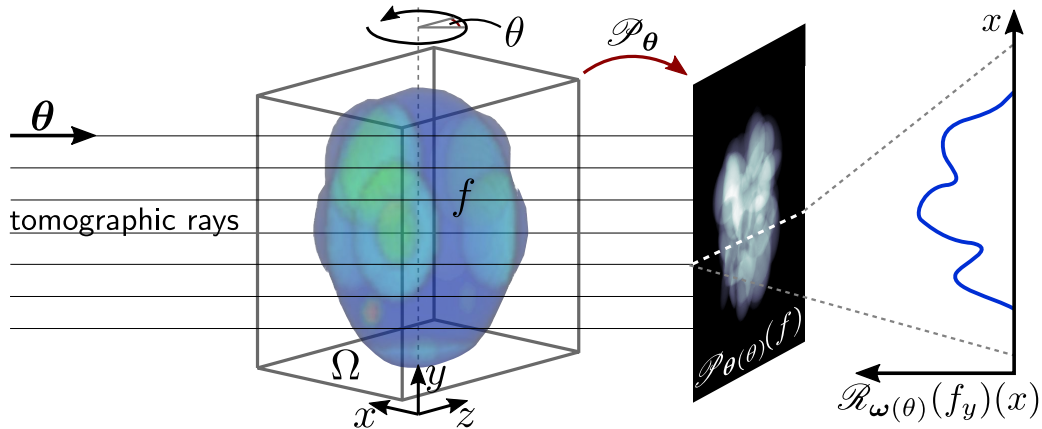 θ
𝒫_𝜽
x
𝜽
f
tomographic rays
Ω
𝒫_𝜽(θ)(f)
y
x
z
ℛ_𝝎(θ)(f_y)(x)